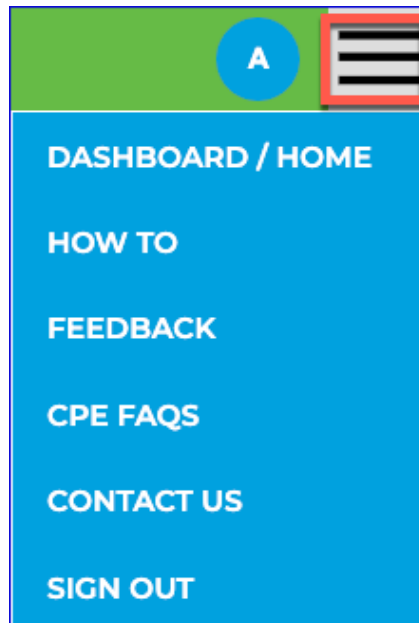 A
DASHBOARD / HOME
HOW TO
FEEDBACK
CPE FAQS
CONTACT US
SIGN OUT